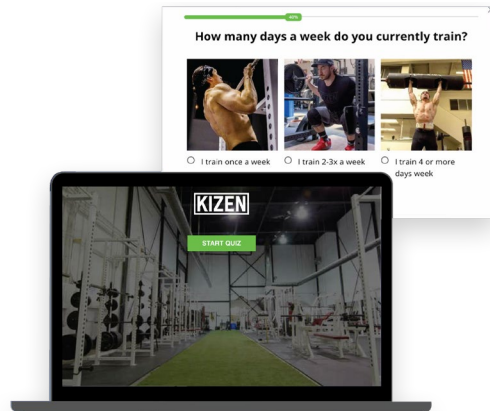 40%
How many days a week do you currently train?
I train once a week
I train 2-3x a week
I train 4 or more
days week
KIZEN
START QUIZ